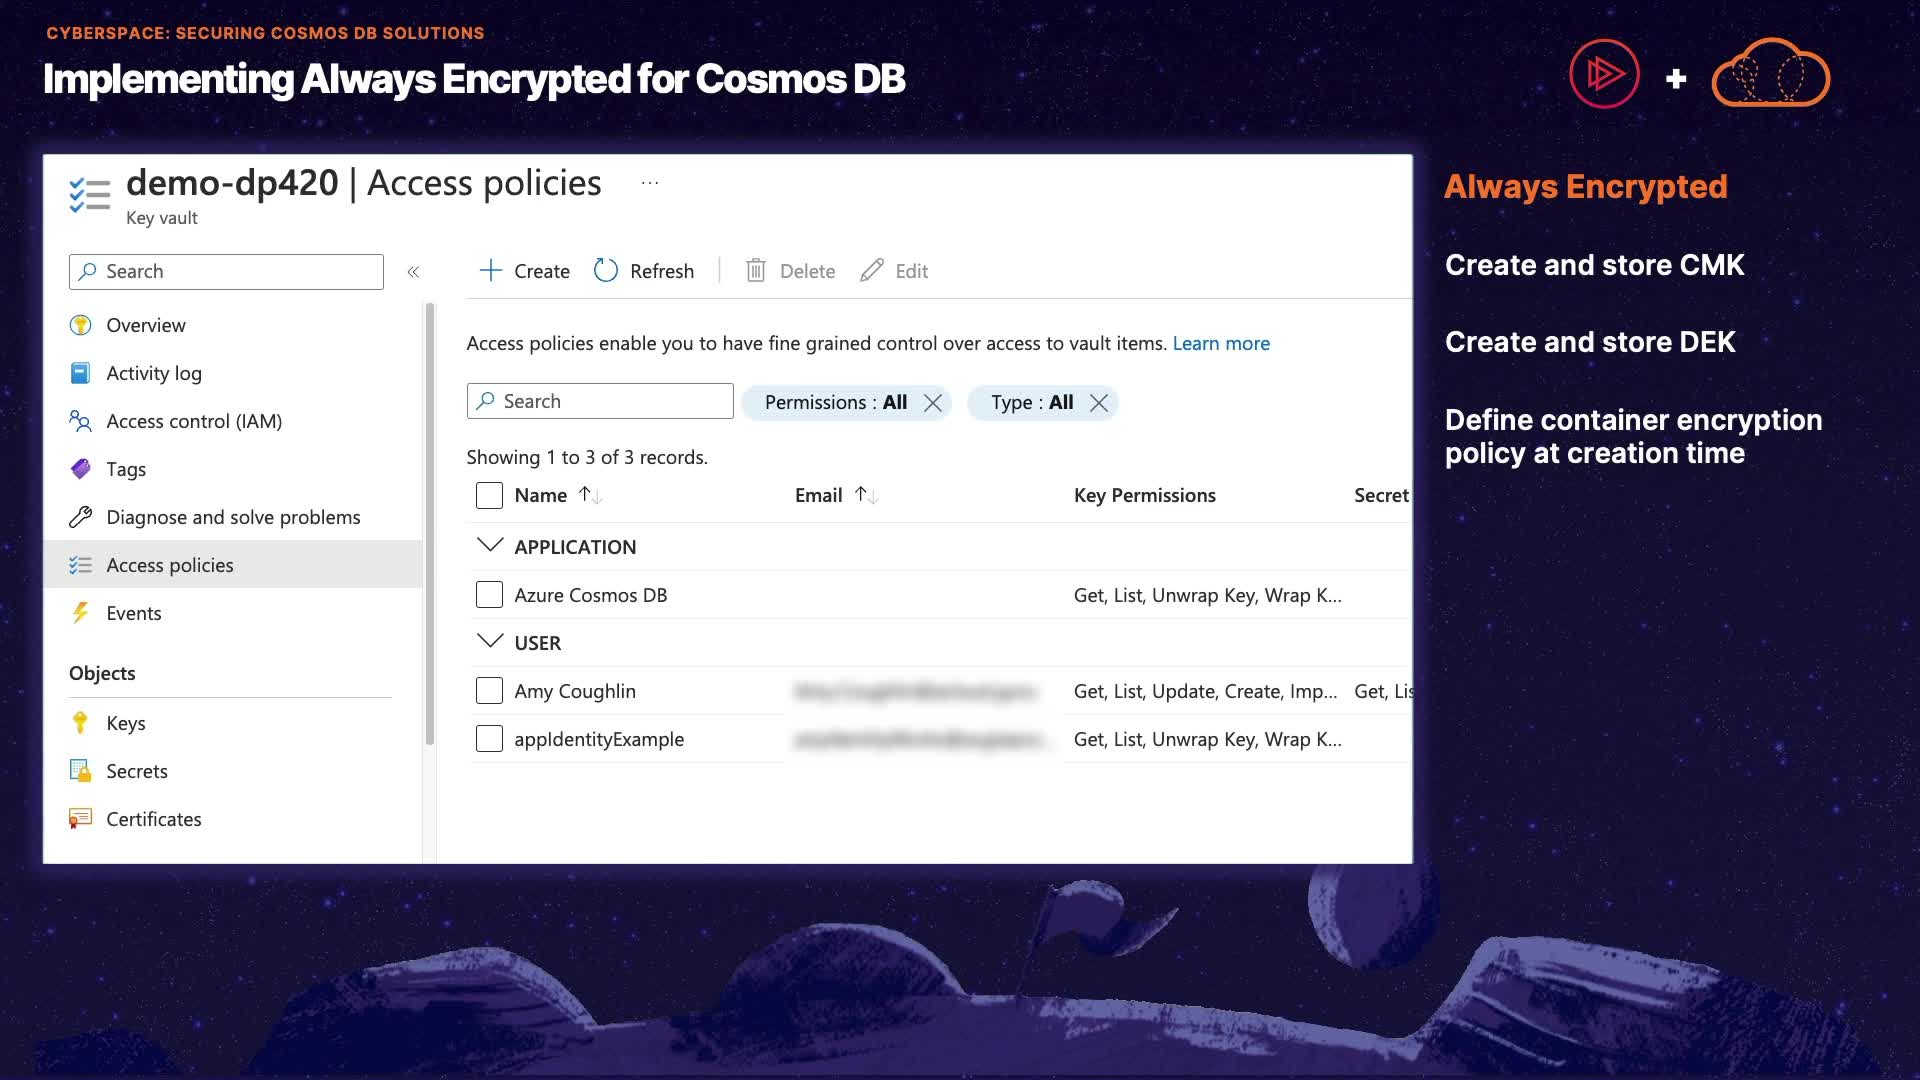 CYBERSPACE: SECURING COSMOS DB SOLUTIONS
Implementing Always Encrypted for Cosmos DB
demo-dp420 | Access policies ...
Key vault
Search
«
Create
Refresh
Delete
Edit
Overview
Activity log
Access control (IAM)
Tags
Diagnose and solve problems
Access policies
Events
Objects
Keys
Secrets
Certificates
Access policies enable you to have fine grained control over access to vault items. Learn more
Search
Permissions : All
Type : All
Showing 1 to 3 of 3 records.
Name Email Key Permissions Secret
APPLICATION
Azure Cosmos DB Get, List, Unwrap Key, Wrap K...
USER
Amy Coughlin Get, List, Update, Create, Imp... Get, Lis
appIdentityExample Get, List, Unwrap Key, Wrap K...
Always Encrypted
Create and store CMK
Create and store DEK
Define container encryption
policy at creation time